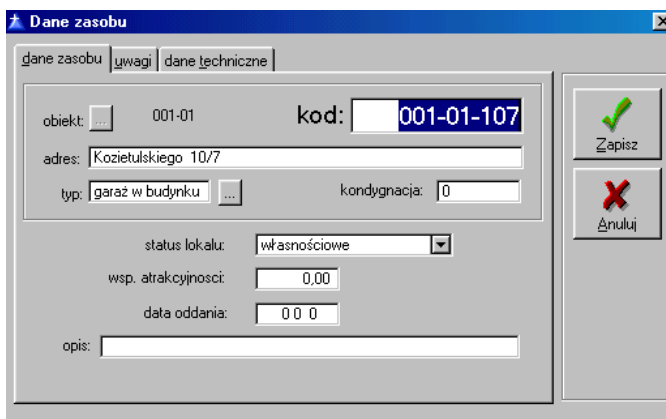 Dane zasobu
dane zasobu uwagi dane techniczne
obiekt: ... 001-01 kod: 001-01-107
adres: Kozietulskiego 10/7
typ: garaż w budynku ... kondygnacja: 0
status lokalu: własnościowe
wsp. atrakcyjnosci: 0,00
data oddania: 0 0 0
opis:
Zapisz
Anuluj